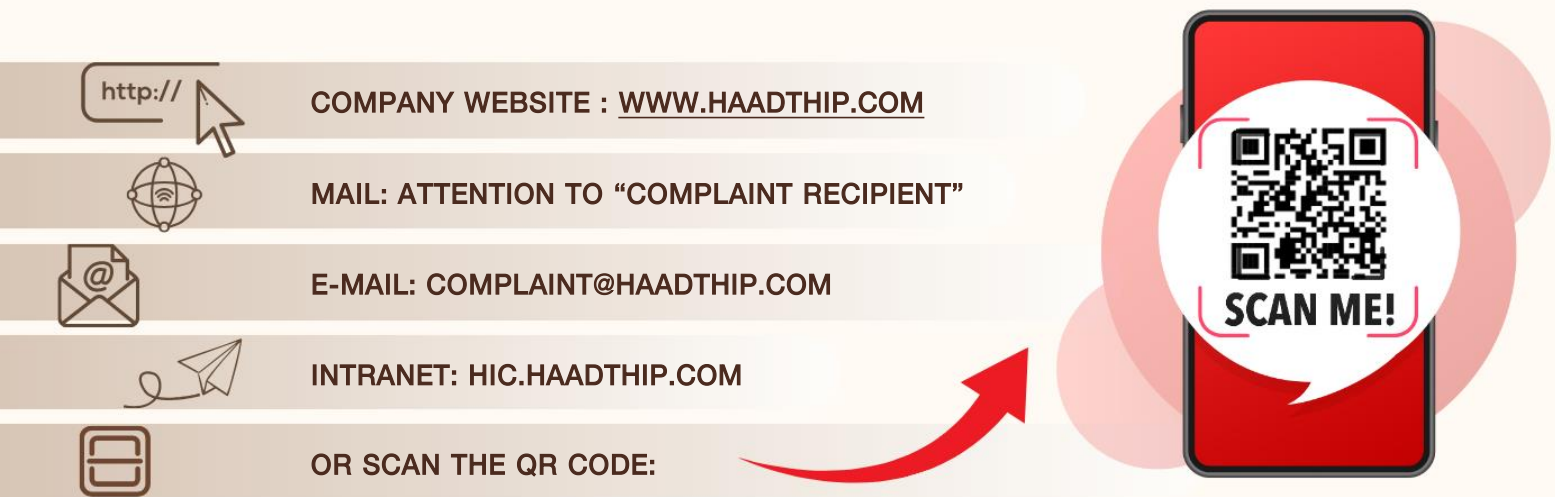 http://
COMPANY WEBSITE : WWW.HAADTHIP.COM
MAIL: ATTENTION TO “COMPLAINT RECIPIENT”
@
E-MAIL: COMPLAINT@HAADTHIP.COM
INTRANET: HIC.HAADTHIP.COM
OR SCAN THE QR CODE:
SCAN ME!